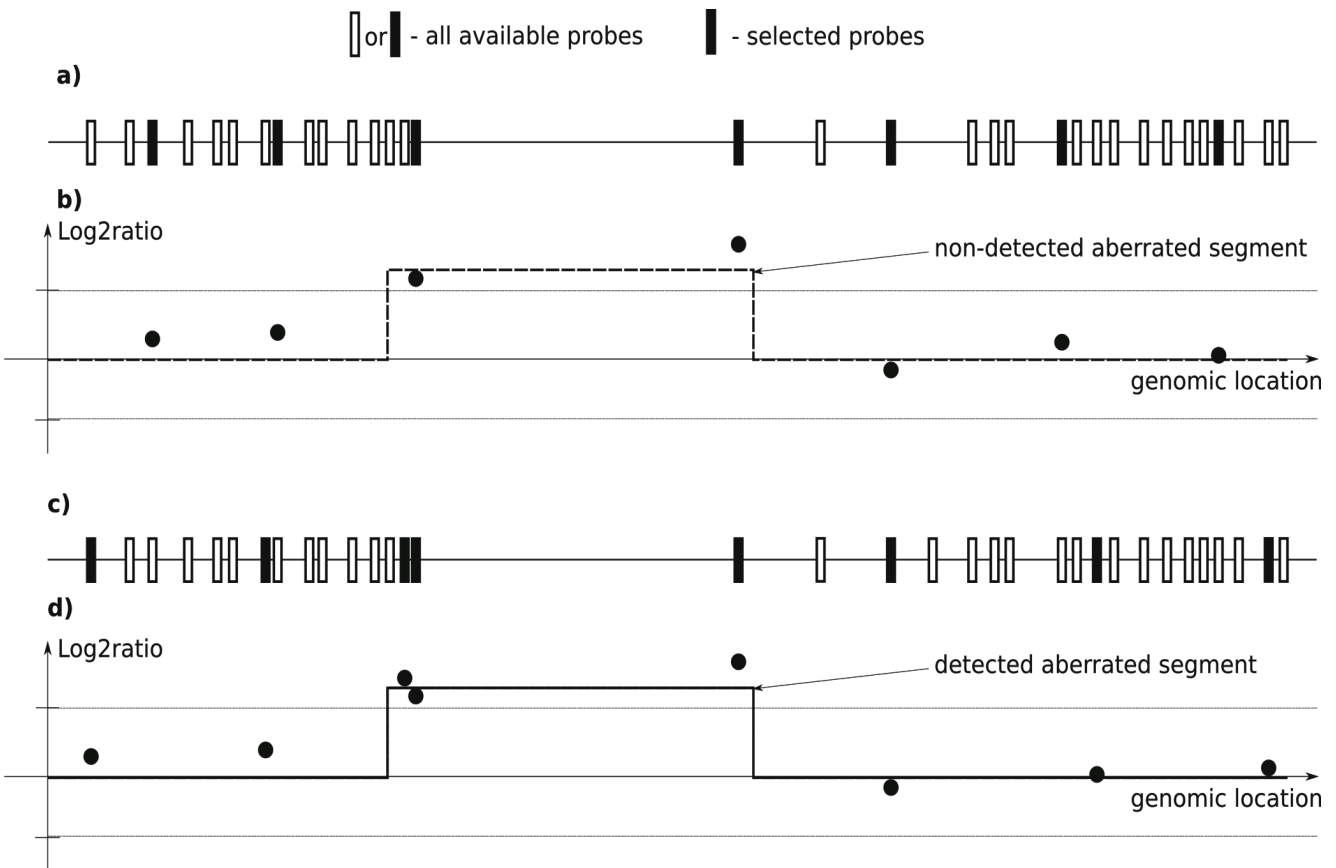 or - all available probes - selected probes
a)
b)
Log2ratio
non-detected aberrated segment
genomic location
c)
d)
Log2ratio
detected aberrated segment
genomic location